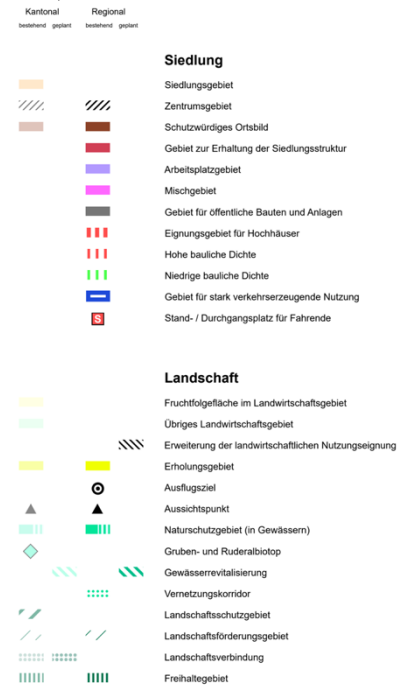 Kantonal Regional
bestehend geplant bestehend geplant
Siedlung
Siedlungsgebiet
Zentrumsgebiet
Schutzwürdiges Ortsbild
Gebiet zur Erhaltung der Siedlungsstruktur
Arbeitsplatzgebiet
Mischgebiet
Gebiet für öffentliche Bauten und Anlagen
Eignungsgebiet für Hochhäuser
Hohe bauliche Dichte
Niedrige bauliche Dichte
Gebiet für stark verkehrserzeugende Nutzung
S Stand- / Durchgangsplatz für Fahrende
Landschaft
Fruchtfolgefläche im Landwirtschaftsgebiet
Übriges Landwirtschaftsgebiet
Erweiterung der landwirtschaftlichen Nutzungseignung
Erholungsgebiet
Ausflugsziel
Aussichtspunkt
Naturschutzgebiet (in Gewässern)
Gruben- und Ruderalbiotop
Gewässerrevitalisierung
Vernetzungskorridor
Landschaftsschutzgebiet
Landschaftsförderungsgebiet
Landschaftsverbindung
Freihaltegebiet